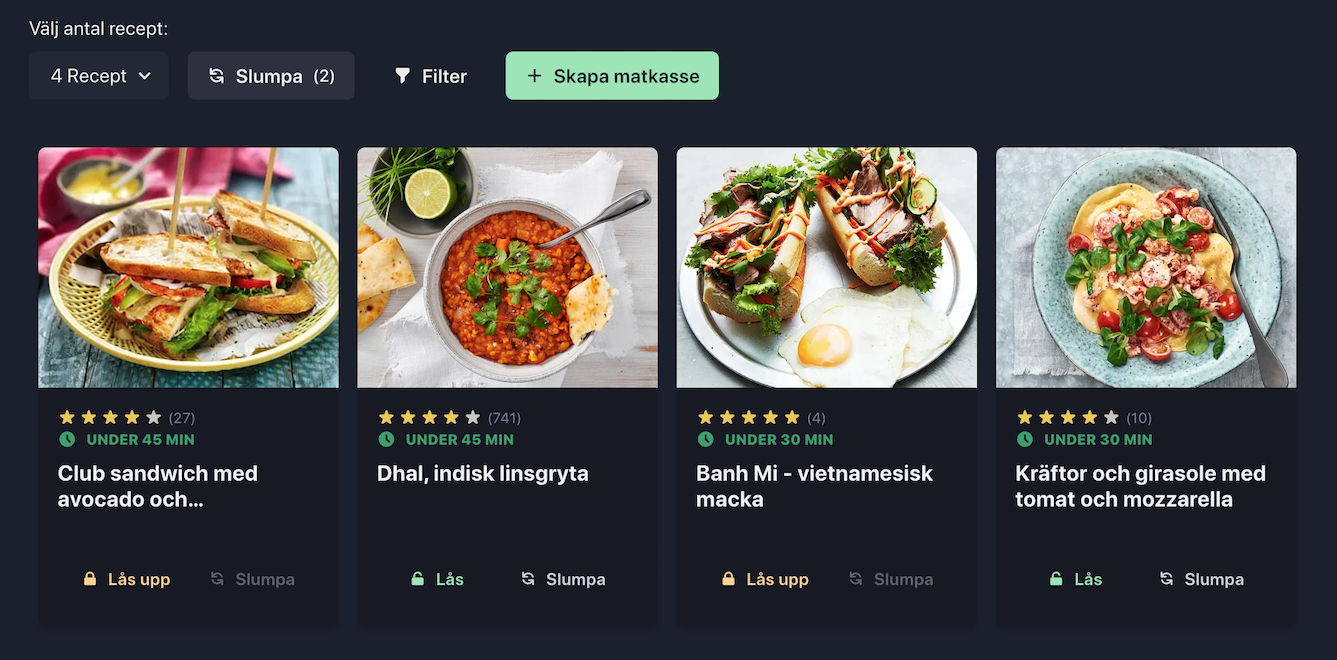 Välj antal recept:
4 Recept
Slumpa (2)
Filter
+ Skapa matkasse
(27)
UNDER 45 MIN
Club sandwich med
avocado och...
Lås upp
Slumpa
(741)
UNDER 45 MIN
Dhal, indisk linsgryta
Lås
Slumpa
(4)
UNDER 30 MIN
Banh Mi - vietnamesisk
macka
Lås upp
Slumpa
(10)
UNDER 30 MIN
Kräftor och girasole med
tomat och mozzarella
Lås
Slumpa